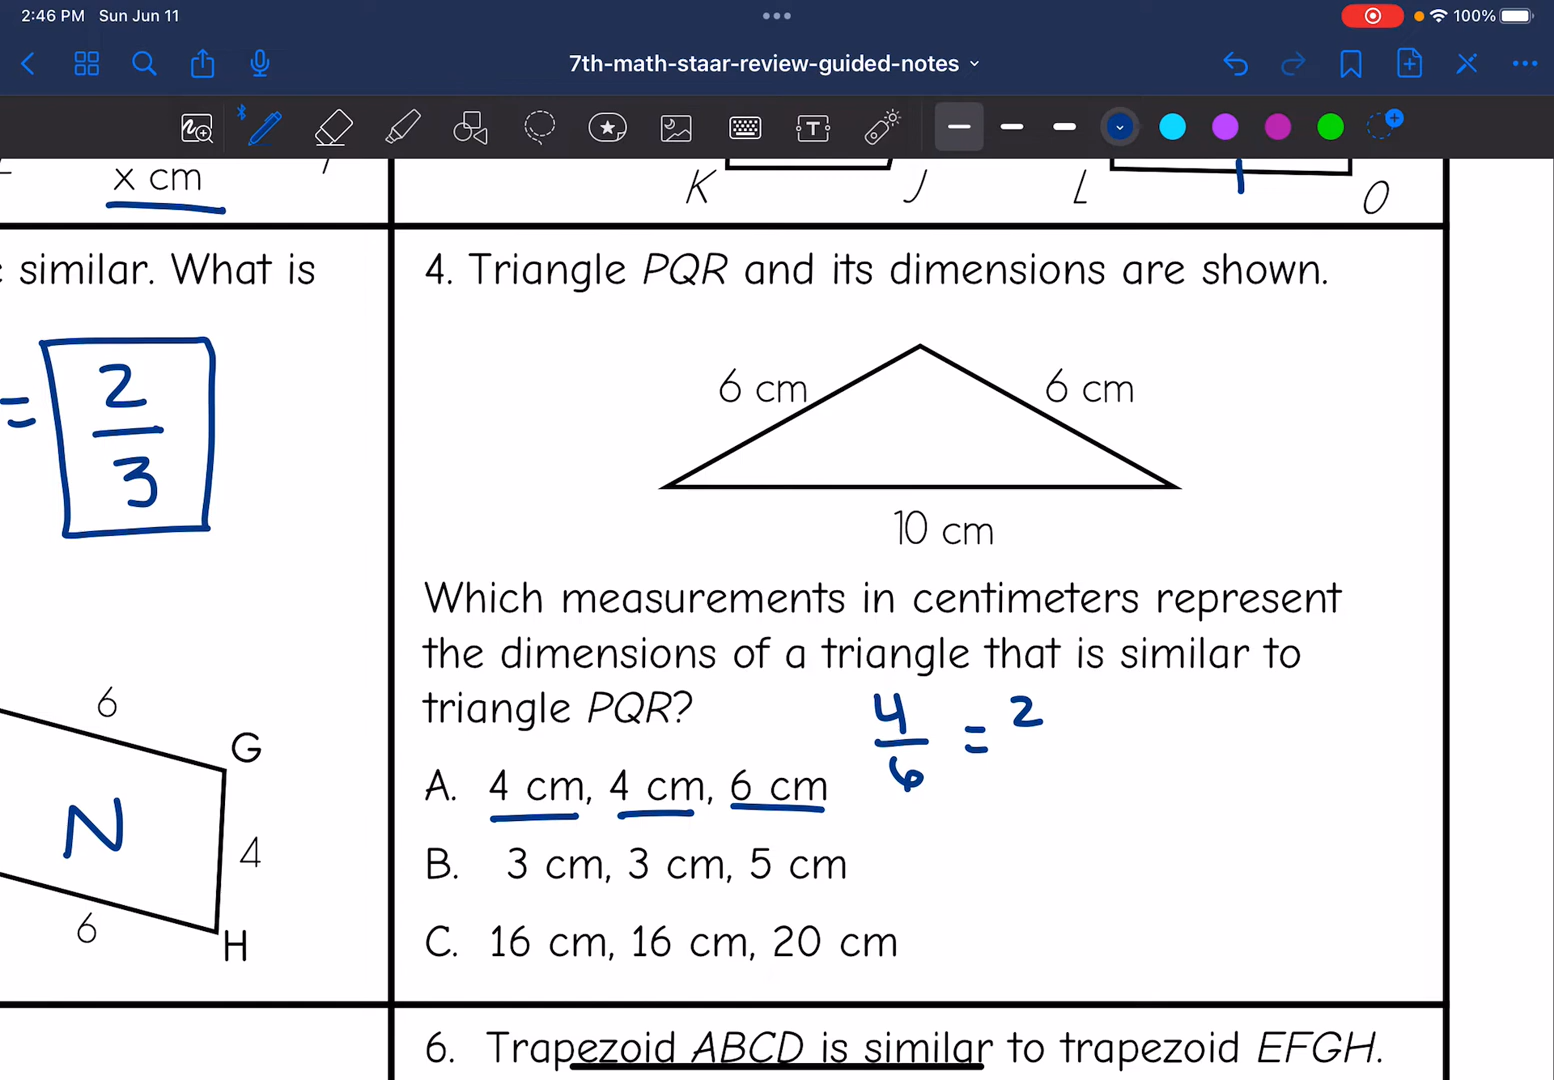 2:46 PM Sun Jun 11
100%
7th-math-staar-review-guided-notes
T
x cm
K
J
L
O
similar. What is
= 2/3
6
G
N
4
6
H
4. Triangle PQR and its dimensions are shown.
6 cm
6 cm
10 cm
Which measurements in centimeters represent
the dimensions of a triangle that is similar to
triangle PQR?
4/6 = 2
A. 4 cm, 4 cm, 6 cm
B. 3 cm, 3 cm, 5 cm
C. 16 cm, 16 cm, 20 cm
6. Trapezoid ABCD is similar to trapezoid EFGH.